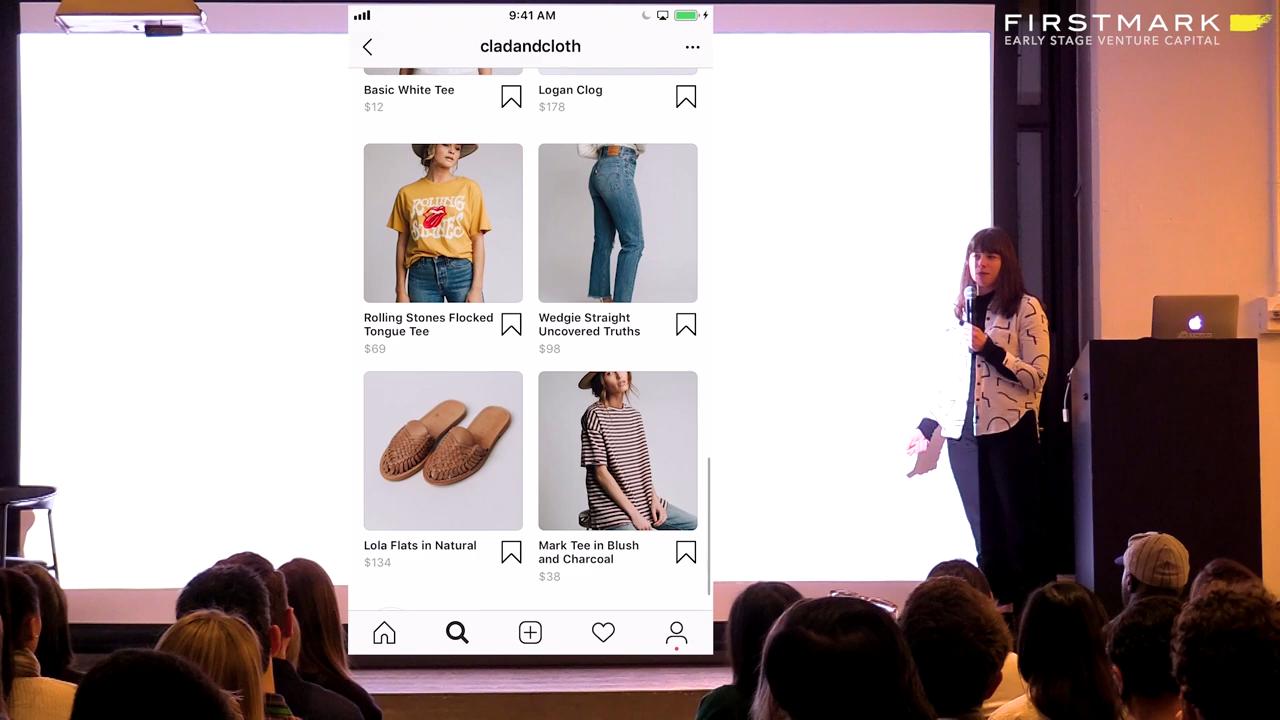 FIRSTMARK
EARLY STAGE VENTURE CAPITAL
9:41 AM
cladandcloth
Basic White Tee
$12
Logan Clog
$178
ROLLING
STONES
Rolling Stones Flocked
Tongue Tee
$69
Wedgie Straight
Uncovered Truths
$98
Lola Flats in Natural
$134
Mark Tee in Blush
and Charcoal
$38